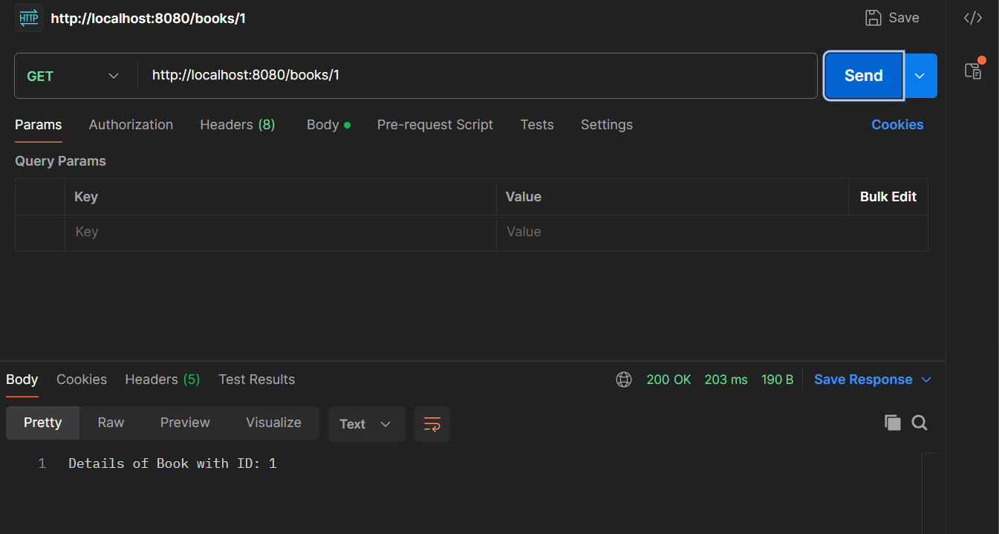 HTTP http://localhost:8080/books/1 Save
GET http://localhost:8080/books/1 Send
Params Authorization Headers (8) Body Pre-request Script Tests Settings Cookies
Query Params
Key Value Bulk Edit
Key Value
Body Cookies Headers (5) Test Results 200 OK 203 ms 190 B Save Response
Pretty Raw Preview Visualize Text
1 Details of Book with ID: 1